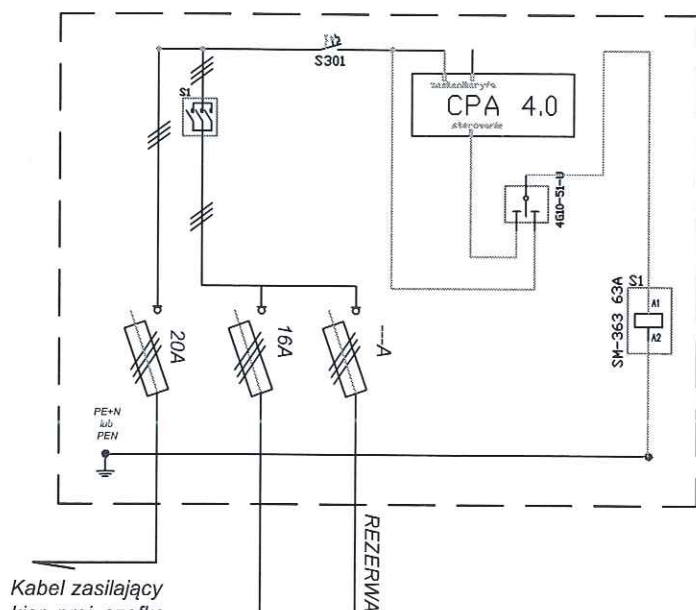 S301
S1
zasilanie
CPA 4.0
sterowanie
4G10-51-U
SM-363 63A
S1
A1
A2
20A
16A
---A
PE+N
lub
PEN
REZERWA
Kabel zasilający